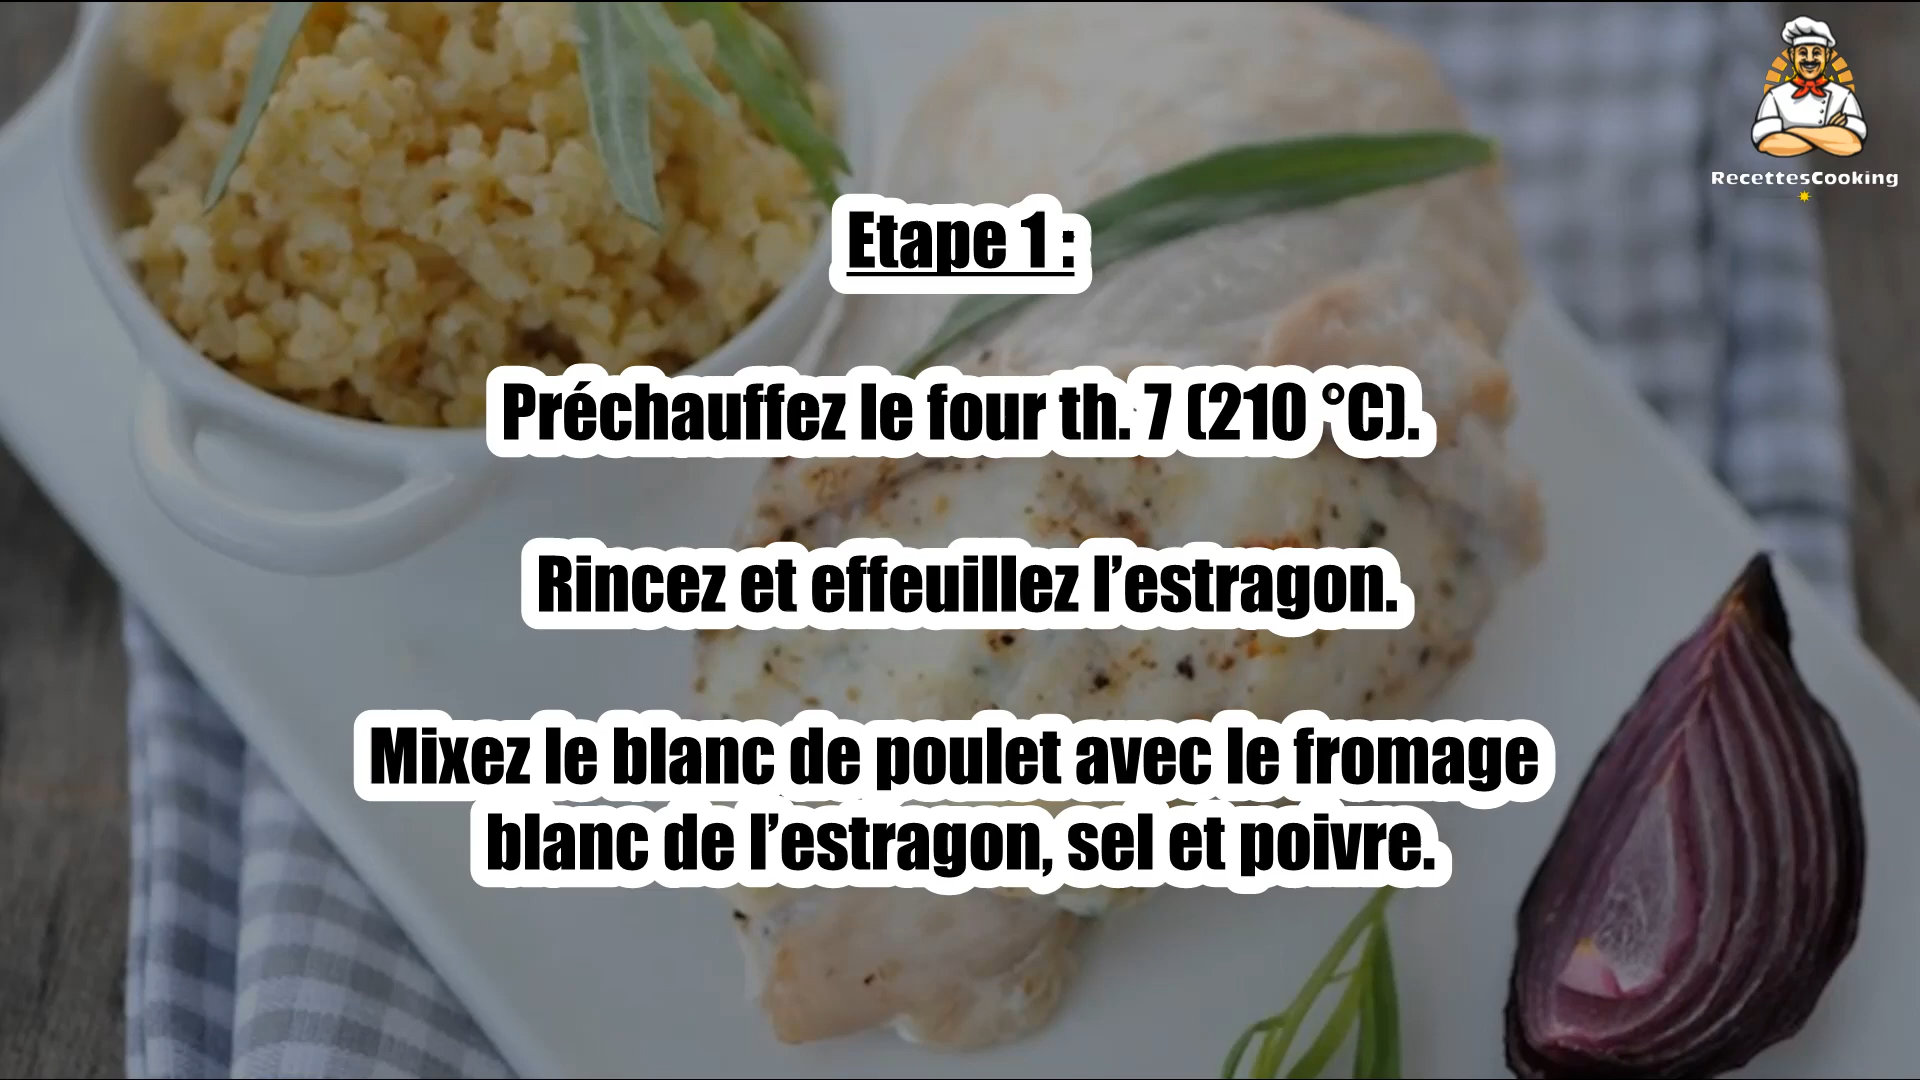 RecettesCooking
Etape 1 :
Préchauffez le four th. 7 (210 °C).
Rincez et effeuillez l’estragon.
Mixez le blanc de poulet avec le fromage
blanc de l’estragon, sel et poivre.